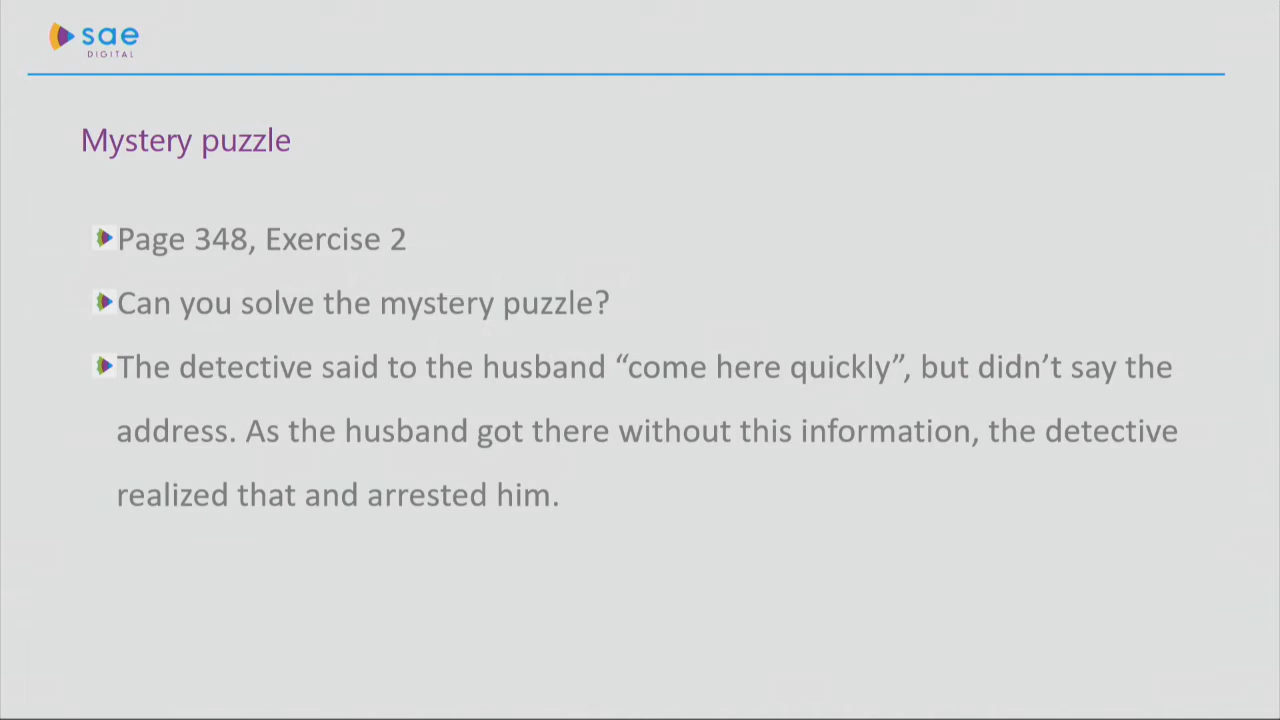 sae
DIGITAL
Mystery puzzle
Page 348, Exercise 2
Can you solve the mystery puzzle?
The detective said to the husband “come here quickly”, but didn’t say the
address. As the husband got there without this information, the detective
realized that and arrested him.